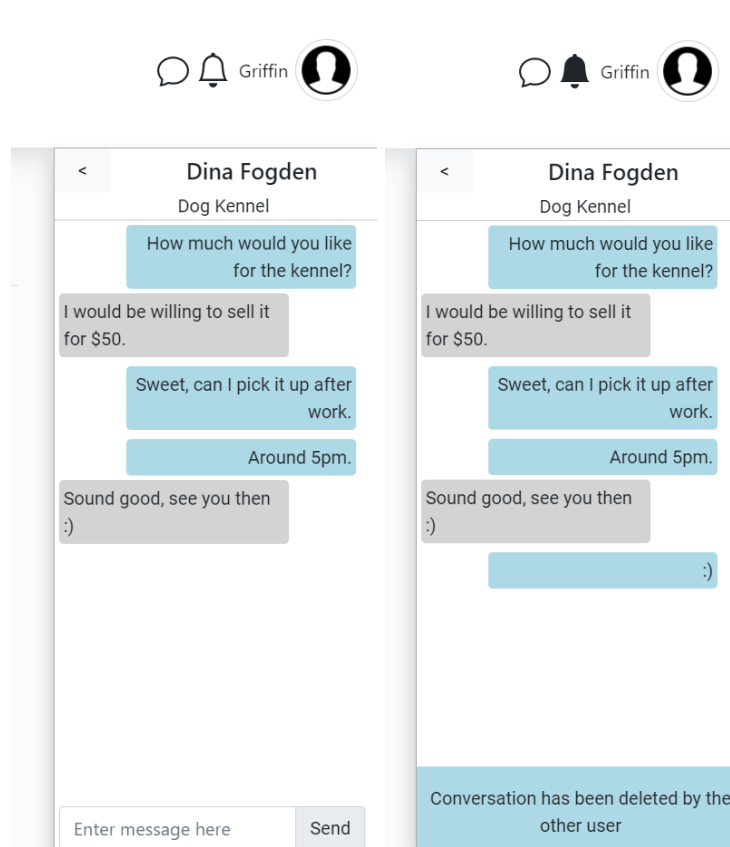 Griffin
<
Dina Fogden
Dog Kennel
How much would you like
for the kennel?
I would be willing to sell it
for $50.
Sweet, can I pick it up after
work.
Around 5pm.
Sound good, see you then
:)
Enter message here
Send
Griffin
<
Dina Fogden
Dog Kennel
How much would you like
for the kennel?
I would be willing to sell it
for $50.
Sweet, can I pick it up after
work.
Around 5pm.
Sound good, see you then
:)
:)
Conversation has been deleted by the
other user